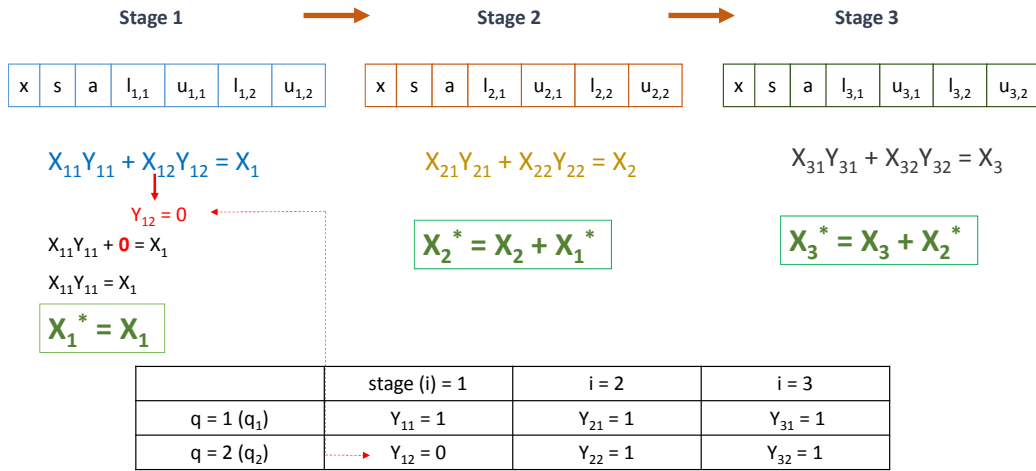 Stage 1 Stage 2 Stage 3
x s a l₁,₁ u₁,₁ l₁,₂ u₁,₂
x s a l₂,₁ u₂,₁ l₂,₂ u₂,₂
x s a l₃,₁ u₃,₁ l₃,₂ u₃,₂
X₁₁Y₁₁ + X₁₂Y₁₂ = X₁
Y₁₂ = 0
X₁₁Y₁₁ + 0 = X₁
X₁₁Y₁₁ = X₁
X₁* = X₁
X₂₁Y₂₁ + X₂₂Y₂₂ = X₂
X₂* = X₂ + X₁*
X₃₁Y₃₁ + X₃₂Y₃₂ = X₃
X₃* = X₃ + X₂*
stage (i) = 1 i = 2 i = 3
q = 1 (q₁) Y₁₁ = 1 Y₂₁ = 1 Y₃₁ = 1
q = 2 (q₂) Y₁₂ = 0 Y₂₂ = 1 Y₃₂ = 1